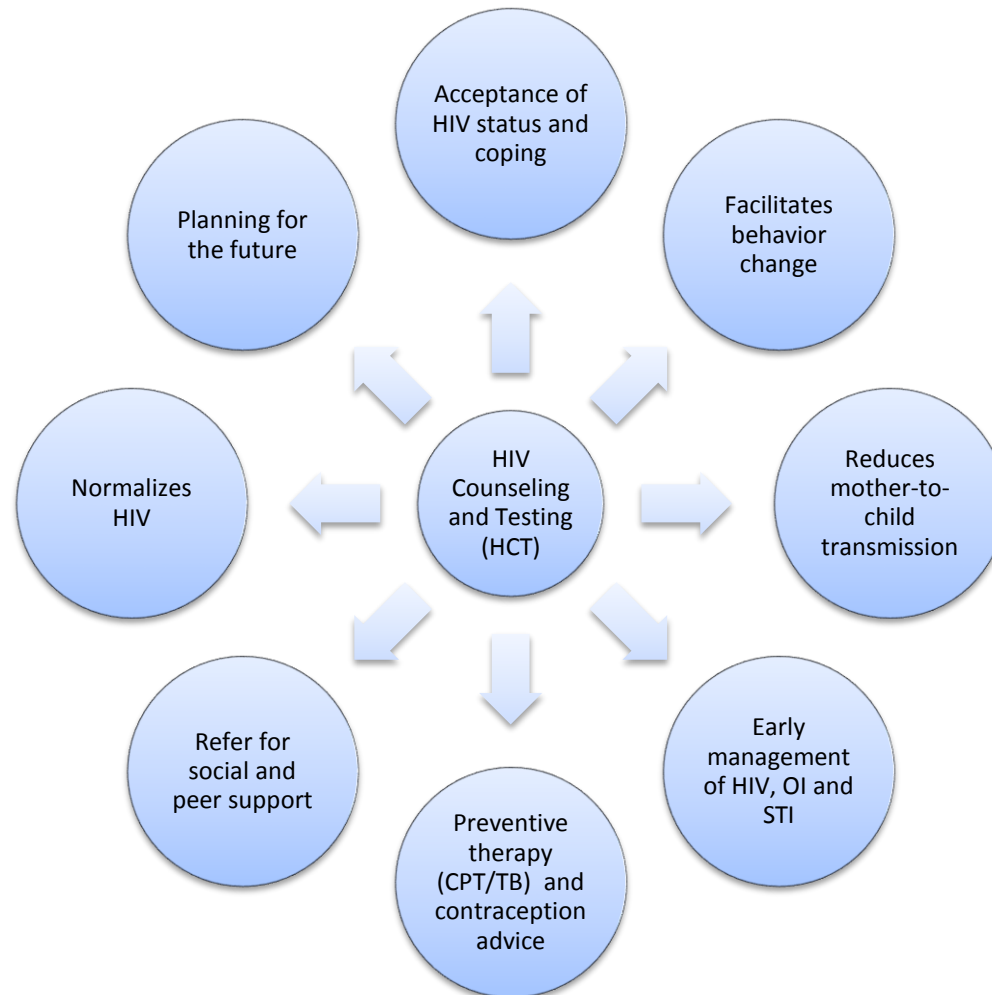 Acceptance of
HIV status and
coping
Facilitates
behavior
change
Reduces
mother-to-
child
transmission
Early
management
of HIV, OI and
STI
Preventive
therapy
(CPT/TB) and
contraception
advice
Refer for
social and
peer support
Normalizes
HIV
Planning for
the future
HIV
Counseling
and Testing
(HCT)